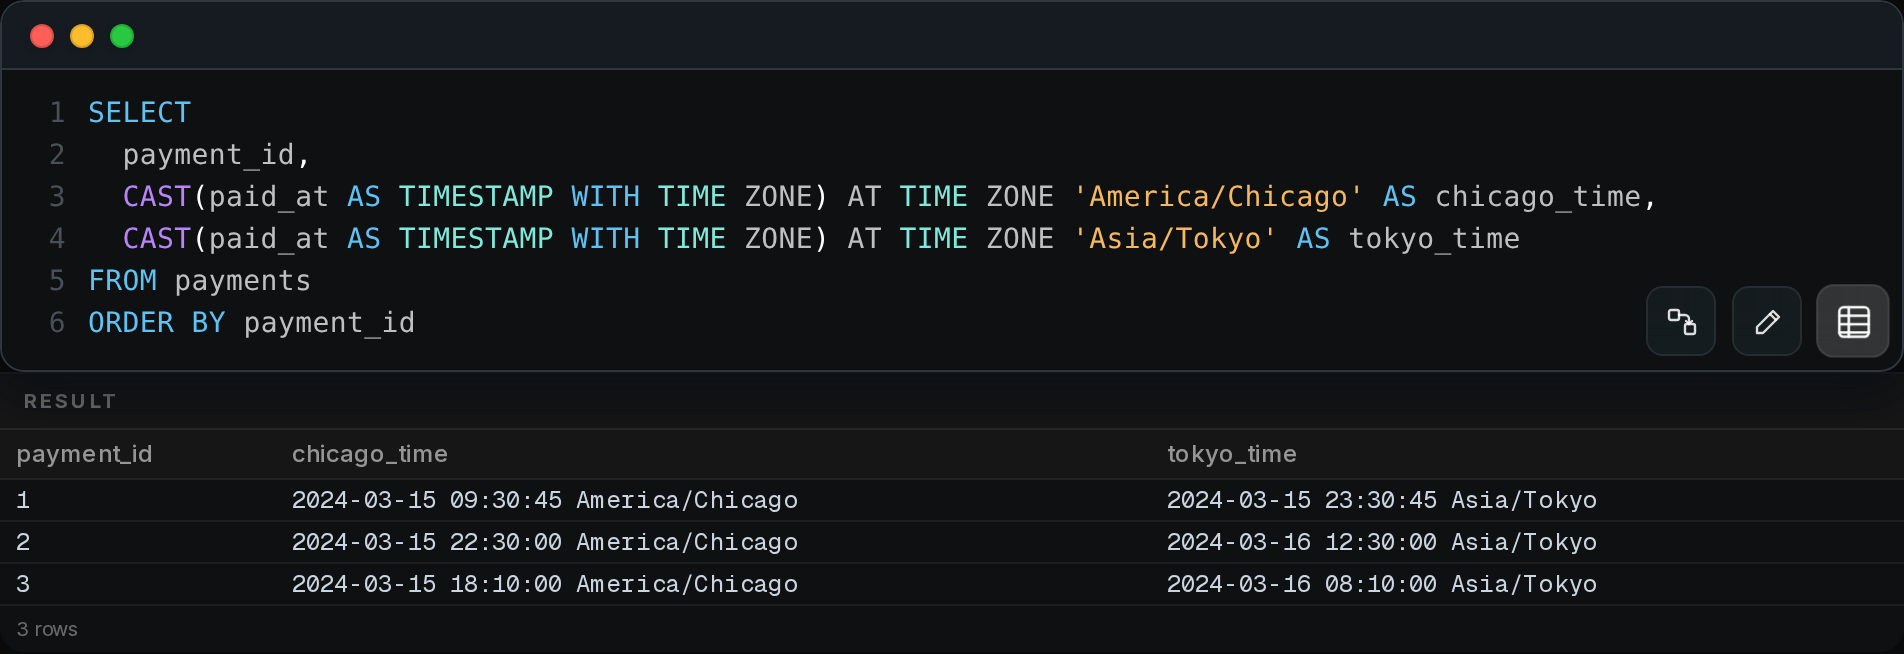 1 SELECT
2   payment_id,
3   CAST(paid_at AS TIMESTAMP WITH TIME ZONE) AT TIME ZONE 'America/Chicago' AS chicago_time,
4   CAST(paid_at AS TIMESTAMP WITH TIME ZONE) AT TIME ZONE 'Asia/Tokyo' AS tokyo_time
5 FROM payments
6 ORDER BY payment_id
RESULT
payment_id chicago_time tokyo_time
1 2024-03-15 09:30:45 America/Chicago 2024-03-15 23:30:45 Asia/Tokyo
2 2024-03-15 22:30:00 America/Chicago 2024-03-16 12:30:00 Asia/Tokyo
3 2024-03-15 18:10:00 America/Chicago 2024-03-16 08:10:00 Asia/Tokyo
3 rows